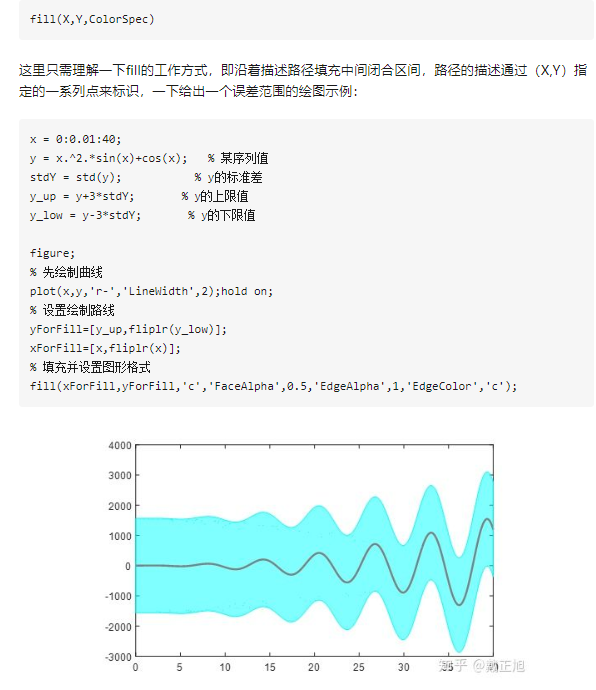 fill(X,Y,ColorSpec)
这里只需理解一下fill的工作方式，即沿着描述路径填充中间闭合区间，路径的描述通过（X,Y）指
定的一系列点来标识，一下给出一个误差范围的绘图示例：
x = 0:0.01:40;
y = x.^2.*sin(x)+cos(x);   % 某序列值
stdY = std(y);           % y的标准差
y_up = y+3*stdY;       % y的上限值
y_low = y-3*stdY;       % y的下限值
figure;
% 先绘制曲线
plot(x,y,'r-','LineWidth',2);hold on;
% 设置绘制路线
yForFill=[y_up,fliplr(y_low)];
xForFill=[x,fliplr(x)];
% 填充并设置图形格式
fill(xForFill,yForFill,'c','FaceAlpha',0.5,'EdgeAlpha',1,'EdgeColor','c');
4000
3000
2000
1000
0
-1000
-2000
-3000
0 5 10 15 20 25 30 35 40
知乎 @戴正旭